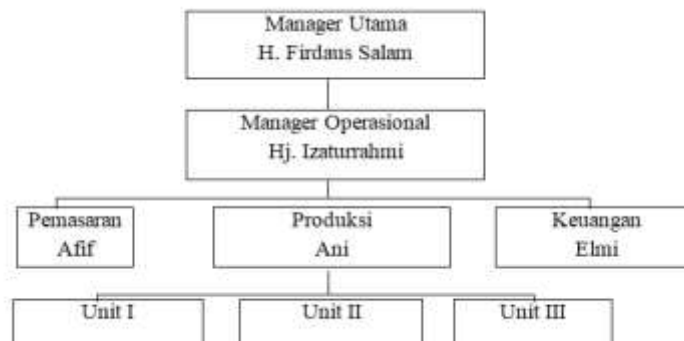 Manager Utama
H. Firdaus Salam
Manager Operasional
Hj. Izaturrahmi
Pemasaran
Afif
Produksi
Ani
Keuangan
Elmi
Unit I
Unit II
Unit III